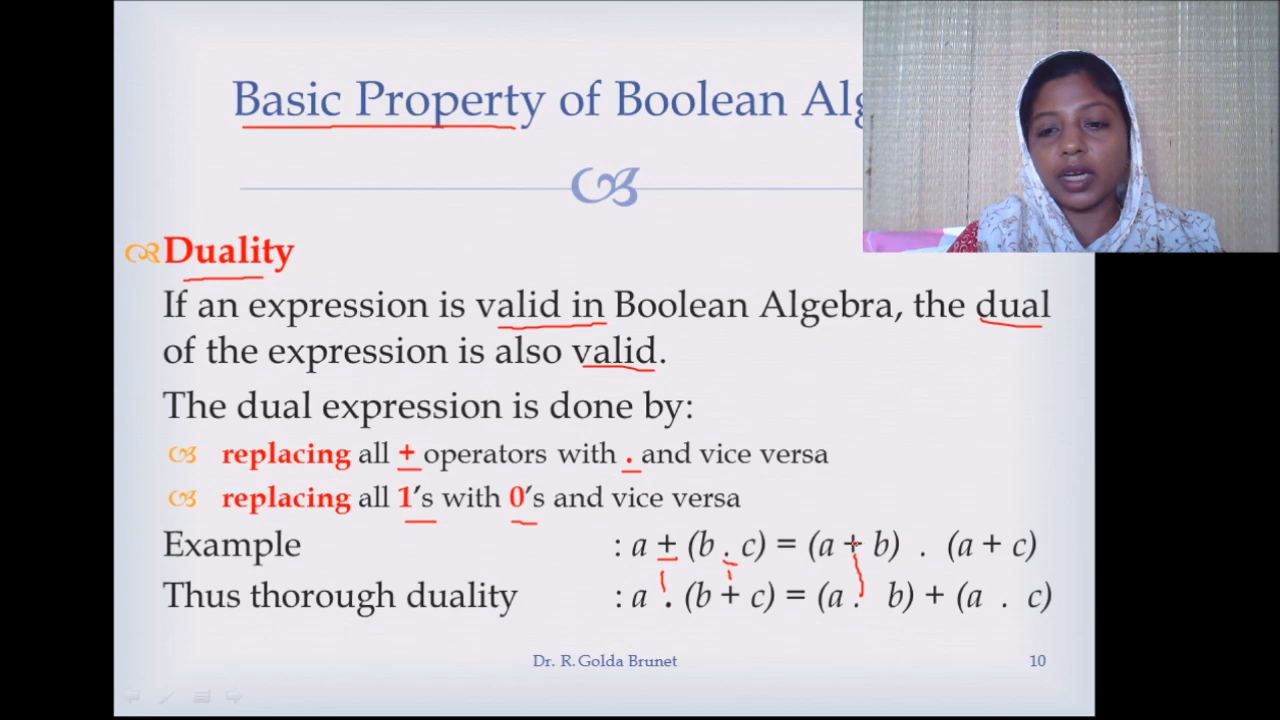 Basic Property of Boolean Alg
Duality
If an expression is valid in Boolean Algebra, the dual
of the expression is also valid.
The dual expression is done by:
replacing all + operators with . and vice versa
replacing all 1's with 0's and vice versa
Example : a + (b . c) = (a + b) . (a + c)
Thus thorough duality : a . (b + c) = (a . b) + (a . c)
Dr. R. Golda Brunet 10